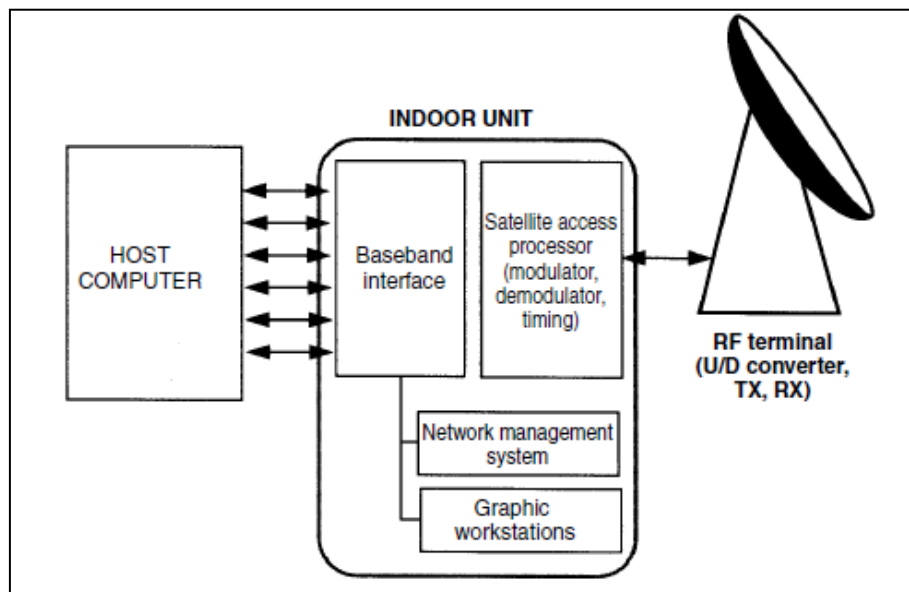 INDOOR UNIT
HOST
COMPUTER
Baseband
interface
Satellite access
processor
(modulator,
demodulator,
timing)
RF terminal
(U/D converter,
TX, RX)
Network management
system
Graphic
workstations